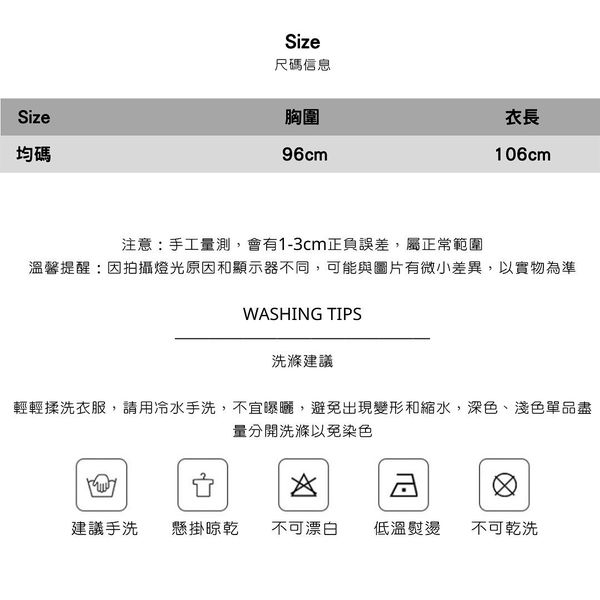 Size
尺碼信息
Size 胸圍 衣長
均碼 96cm 106cm
注意：手工量測，會有1-3cm正負誤差，屬正常範圍
溫馨提醒：因拍攝燈光原因和顯示器不同，可能與圖片有微小差異，以實物為準
WASHING TIPS
洗滌建議
輕輕揉洗衣服，請用冷水手洗，不宜曝曬，避免出現變形和縮水，深色、淺色單品盡
量分開洗滌以免染色
建議手洗 懸掛晾乾 不可漂白 低溫熨燙 不可乾洗